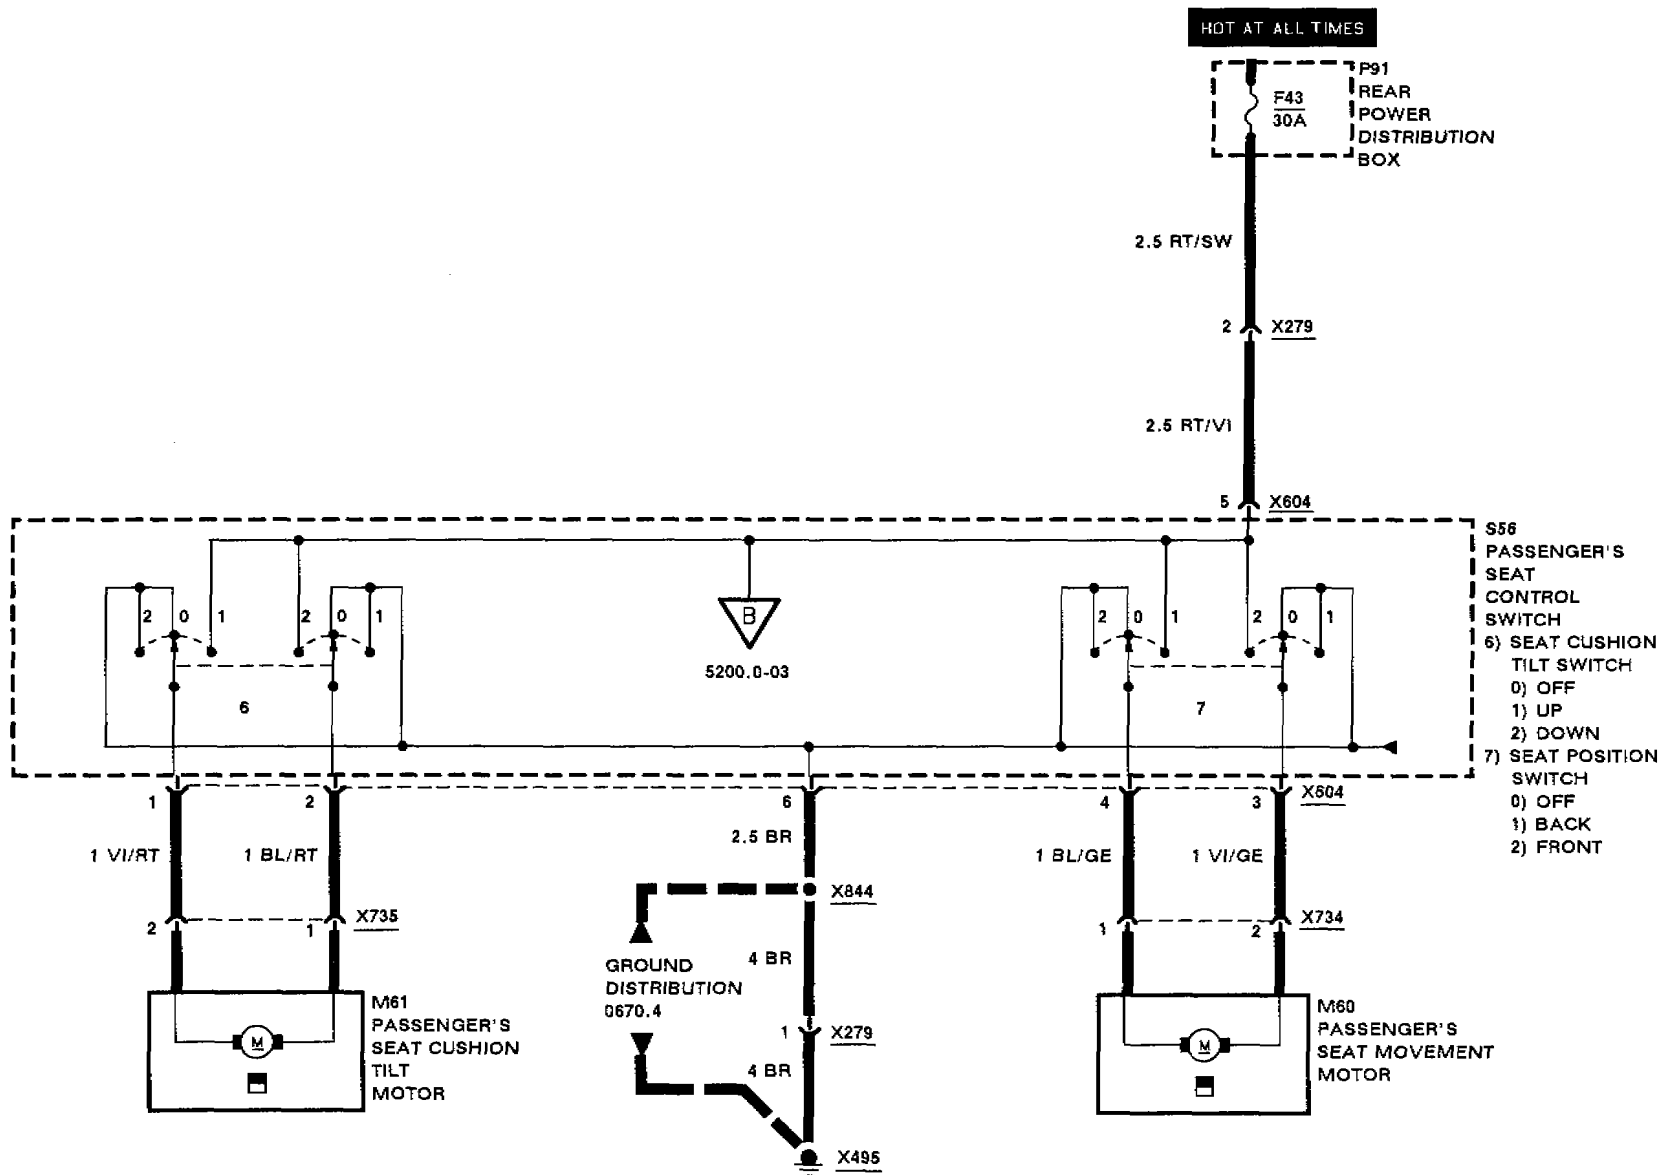 HOT AT ALL TIMES
P91
REAR
POWER
DISTRIBUTION
BOX
F43
30A
2.5 RT/SW
2 X279
2.5 RT/VI
5 X604
S56
PASSENGER'S
SEAT
CONTROL
SWITCH
6) SEAT CUSHION
TILT SWITCH
0) OFF
1) UP
2) DOWN
7) SEAT POSITION
SWITCH
0) OFF
1) BACK
2) FRONT
2 0 1 2 0 1
B
5200.0-03
2 0 1 2 0 1
6
7
1 2 6 4 3 X604
1 VI/RT 1 BL/RT
2.5 BR
1 BL/GE 1 VI/GE
X844
2 1 X735
1 2 X734
GROUND
DISTRIBUTION
0670.4
4 BR
1 X279
4 BR
X495
M61
PASSENGER'S
SEAT CUSHION
TILT
MOTOR
M
M60
PASSENGER'S
SEAT MOVEMENT
MOTOR
M